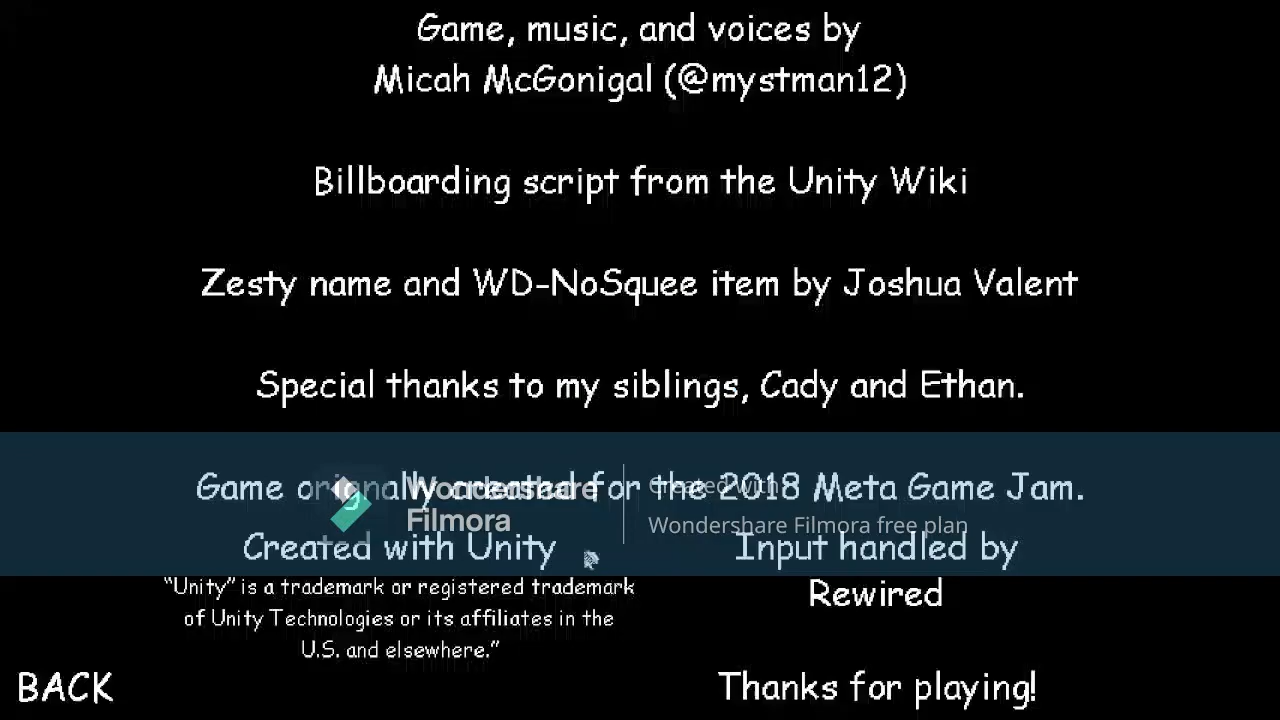 Game, music, and voices by
Micah McGonigal (@mystman12)
Billboarding script from the Unity Wiki
Zesty name and WD-NoSquee item by Joshua Valent
Special thanks to my siblings, Cady and Ethan.
Game originally created for the 2018 Meta Game Jam.
Wondershare
Filmora
Created with
Wondershare Filmora free plan
Created with Unity
"Unity" is a trademark or registered trademark
of Unity Technologies or its affiliates in the
U.S. and elsewhere."
Input handled by
Rewired
BACK
Thanks for playing!